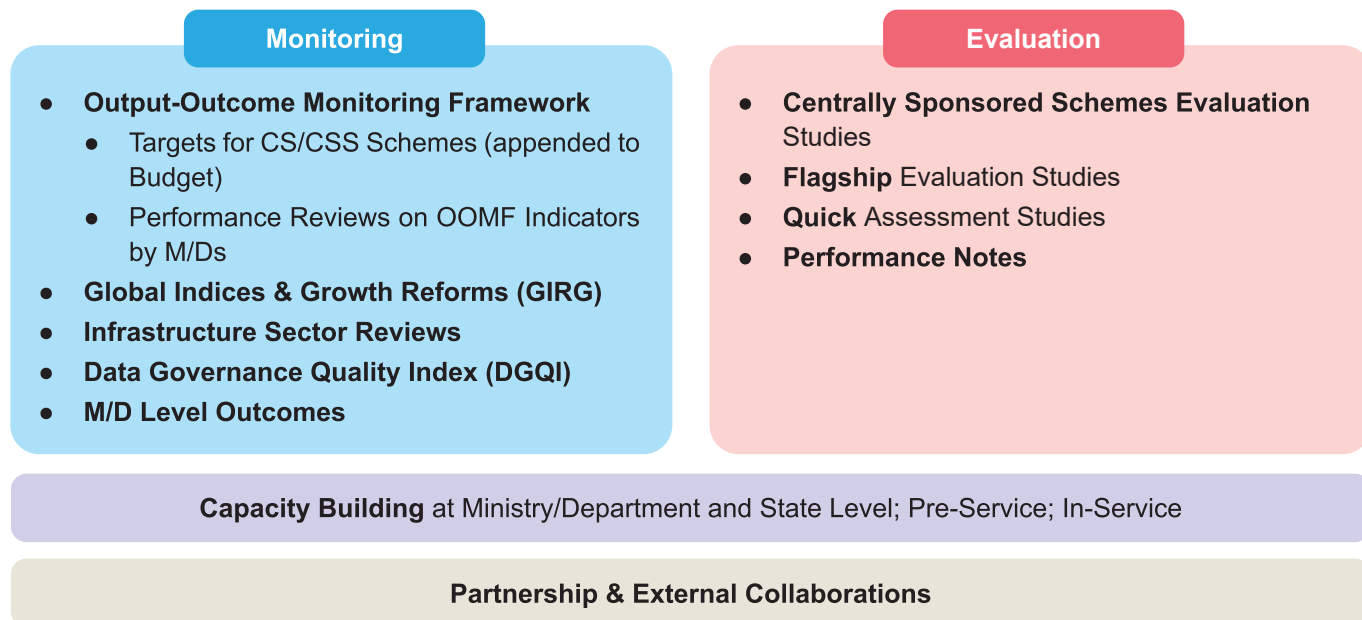 Monitoring
● Output-Outcome Monitoring Framework
● Targets for CS/CSS Schemes (appended to
Budget)
● Performance Reviews on OOMF Indicators
by M/Ds
● Global Indices & Growth Reforms (GIRG)
● Infrastructure Sector Reviews
● Data Governance Quality Index (DGQI)
● M/D Level Outcomes
Evaluation
● Centrally Sponsored Schemes Evaluation
Studies
● Flagship Evaluation Studies
● Quick Assessment Studies
● Performance Notes
Capacity Building at Ministry/Department and State Level; Pre-Service; In-Service
Partnership & External Collaborations